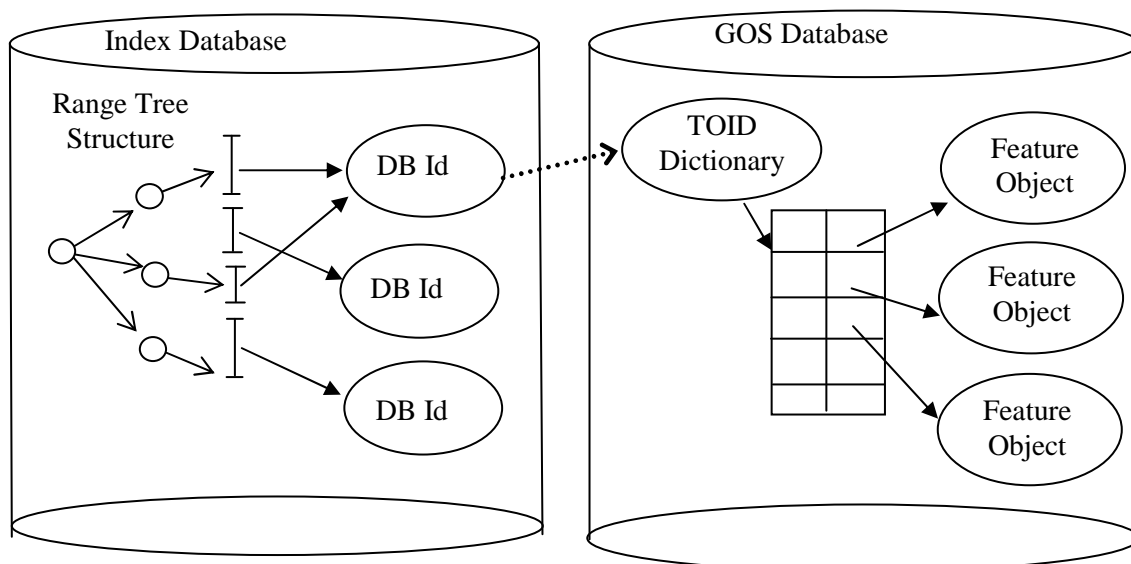 Index Database
Range Tree
Structure
DB Id
DB Id
DB Id
GOS Database
TOID
Dictionary
Feature
Object
Feature
Object
Feature
Object